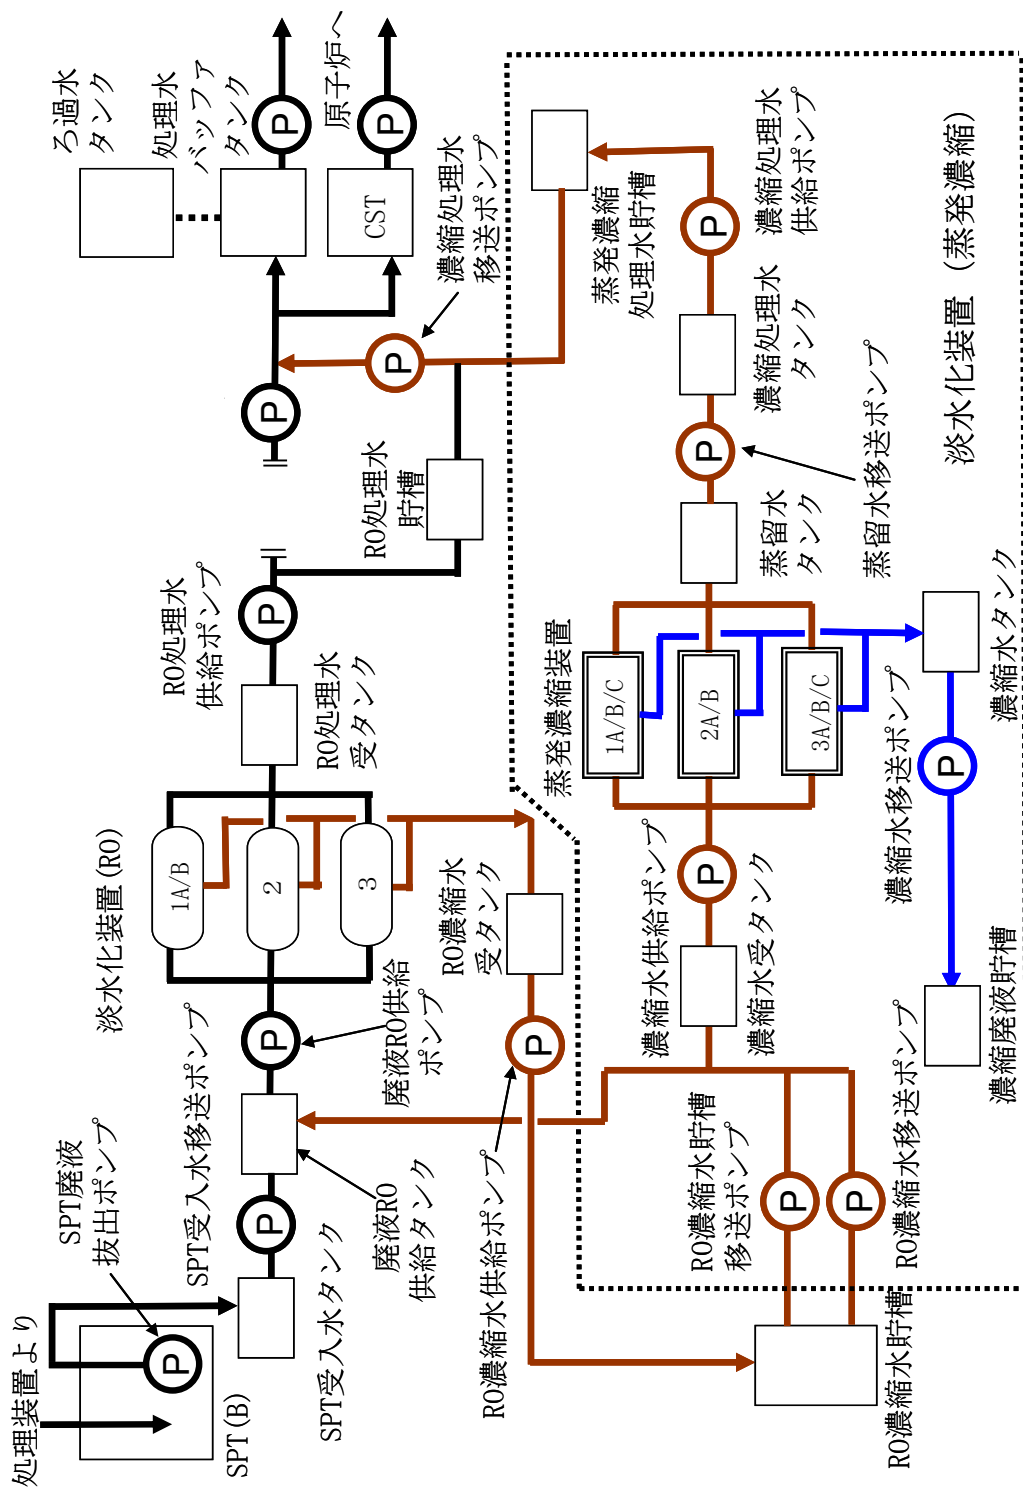 処理装置より
SPT(B)
SPT廃液
抜出ポンプ
P
SPT受入水タンク
SPT受入水移送ポンプ
P
廃液RO
供給タンク
廃液RO供給
ポンプ
P
淡水化装置(RO)
1A/B
2
3
RO処理水
受タンク
RO処理水
供給ポンプ
P
RO処理水
貯槽
P
濃縮処理水
移送ポンプ
P
ろ過水
タンク
処理水
バッファ
タンク
P
CST
P
原子炉へ
RO濃縮水
受タンク
RO濃縮水供給ポンプ
P
RO濃縮水貯槽
RO濃縮水貯槽
移送ポンプ
P
RO濃縮水移送ポンプ
P
濃縮水受タンク
濃縮水供給ポンプ
P
蒸発濃縮装置
1A/B/C
2A/B
3A/B/C
蒸留水
タンク
蒸留水移送ポンプ
P
濃縮処理水
タンク
濃縮処理水
供給ポンプ
P
蒸発濃縮
処理水貯槽
濃縮水タンク
濃縮水移送ポンプ
P
濃縮廃液貯槽
淡水化装置(蒸発濃縮)